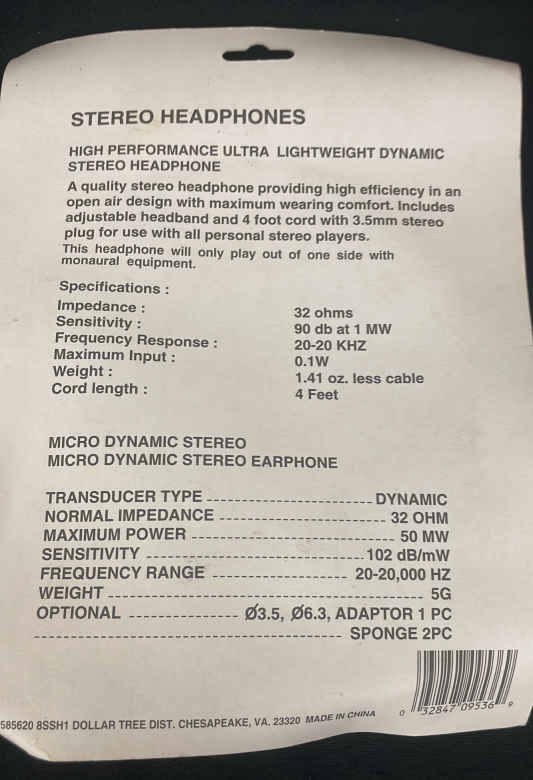 STEREO HEADPHONES
HIGH PERFORMANCE ULTRA LIGHTWEIGHT DYNAMIC
STEREO HEADPHONE
A quality stereo headphone providing high efficiency in an
open air design with maximum wearing comfort. Includes
adjustable headband and 4 foot cord with 3.5mm stereo
plug for use with all personal stereo players.
This headphone will only play out of one side with
monaural equipment.
Specifications :
Impedance : 32 ohms
Sensitivity : 90 db at 1 MW
Frequency Response : 20-20 KHZ
Maximum Input : 0.1W
Weight : 1.41 oz. less cable
Cord length : 4 Feet
MICRO DYNAMIC STEREO
MICRO DYNAMIC STEREO EARPHONE
TRANSDUCER TYPE DYNAMIC
NORMAL IMPEDANCE 32 OHM
MAXIMUM POWER 50 MW
SENSITIVITY 102 dB/mW
FREQUENCY RANGE 20-20,000 HZ
WEIGHT 5G
OPTIONAL Ø3.5, Ø6.3, ADAPTOR 1 PC
SPONGE 2PC
0 32847 09536 9
585620 8SSH1 DOLLAR TREE DIST. CHESAPEAKE, VA. 23320 MADE IN CHINA